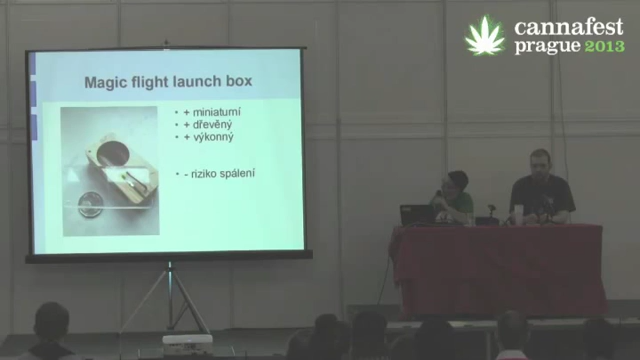 cannafest
prague 2013
Magic flight launch box
+ miniaturní
+ dřevěný
+ výkonný
- riziko spálení